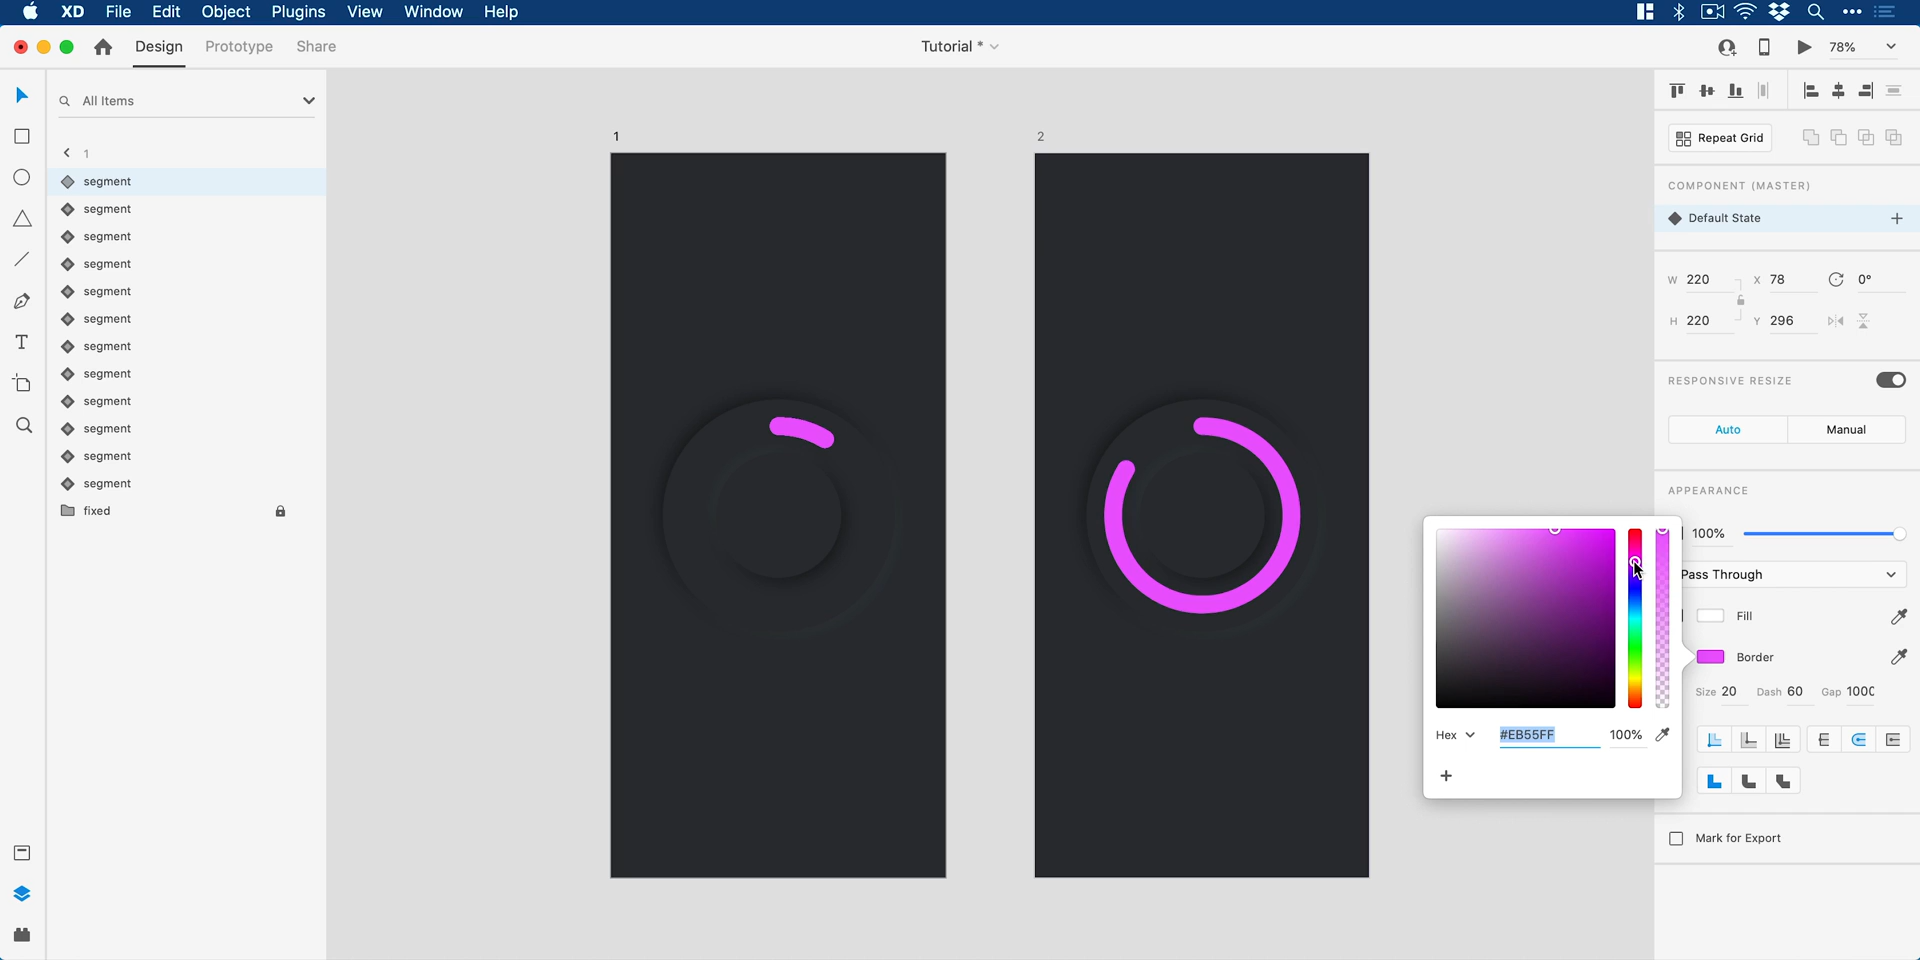 XD File Edit Object Plugins View Window Help
Design Prototype Share
Tutorial *
78%
All Items
1
segment
segment
segment
segment
segment
segment
segment
segment
segment
segment
segment
segment
fixed
1
2
Repeat Grid
COMPONENT (MASTER)
Default State
W 220 X 78 0°
H 220 Y 296
RESPONSIVE RESIZE
Auto Manual
APPEARANCE
100%
Pass Through
Fill
Border
Size 20 Dash 60 Gap 1000
Hex #EB55FF 100%
Mark for Export